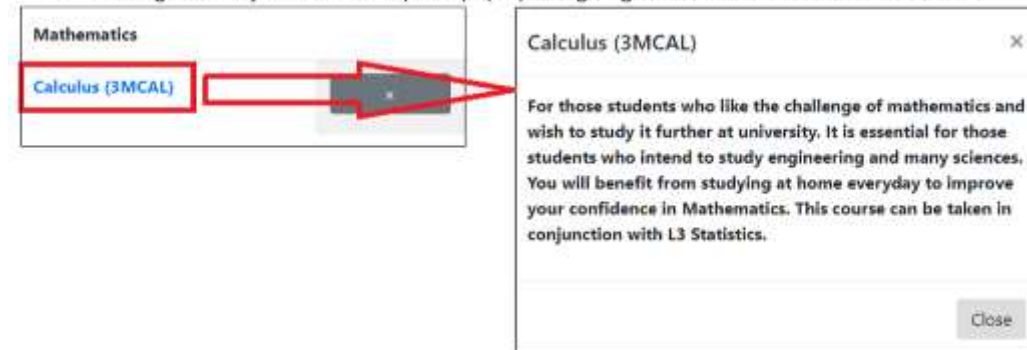 Mathematics
Calculus (3MCAL)
Calculus (3MCAL)
×
For those students who like the challenge of mathematics and
wish to study it further at university. It is essential for those
students who intend to study engineering and many sciences.
You will benefit from studying at home everyday to improve
your confidence in Mathematics. This course can be taken in
conjunction with L3 Statistics.
Close